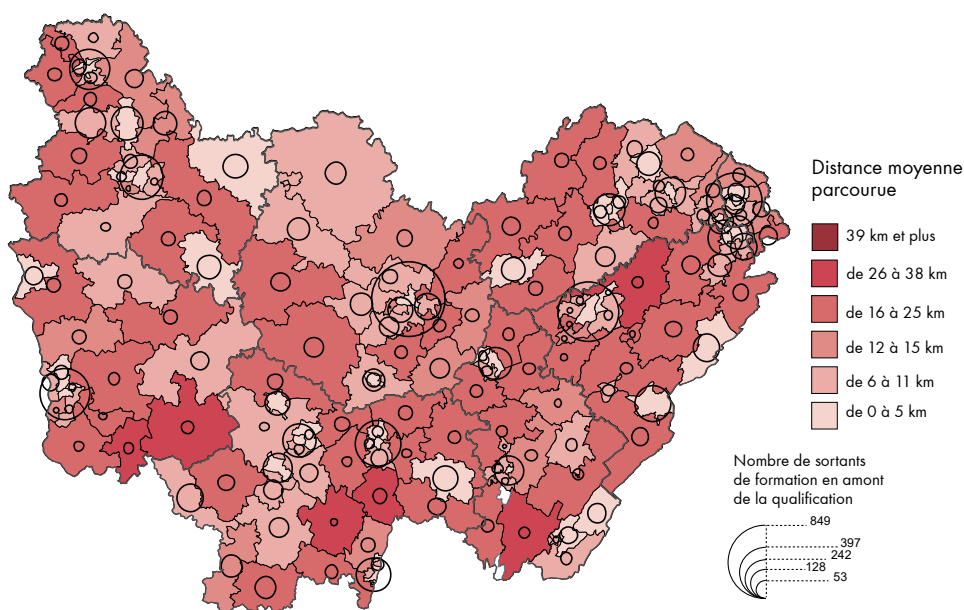 Distance moyenne
parcourue
39 km et plus
de 26 à 38 km
de 16 à 25 km
de 12 à 15 km
de 6 à 11 km
de 0 à 5 km
Nombre de sortants
de formation en amont
de la qualification
849
397
242
128
53